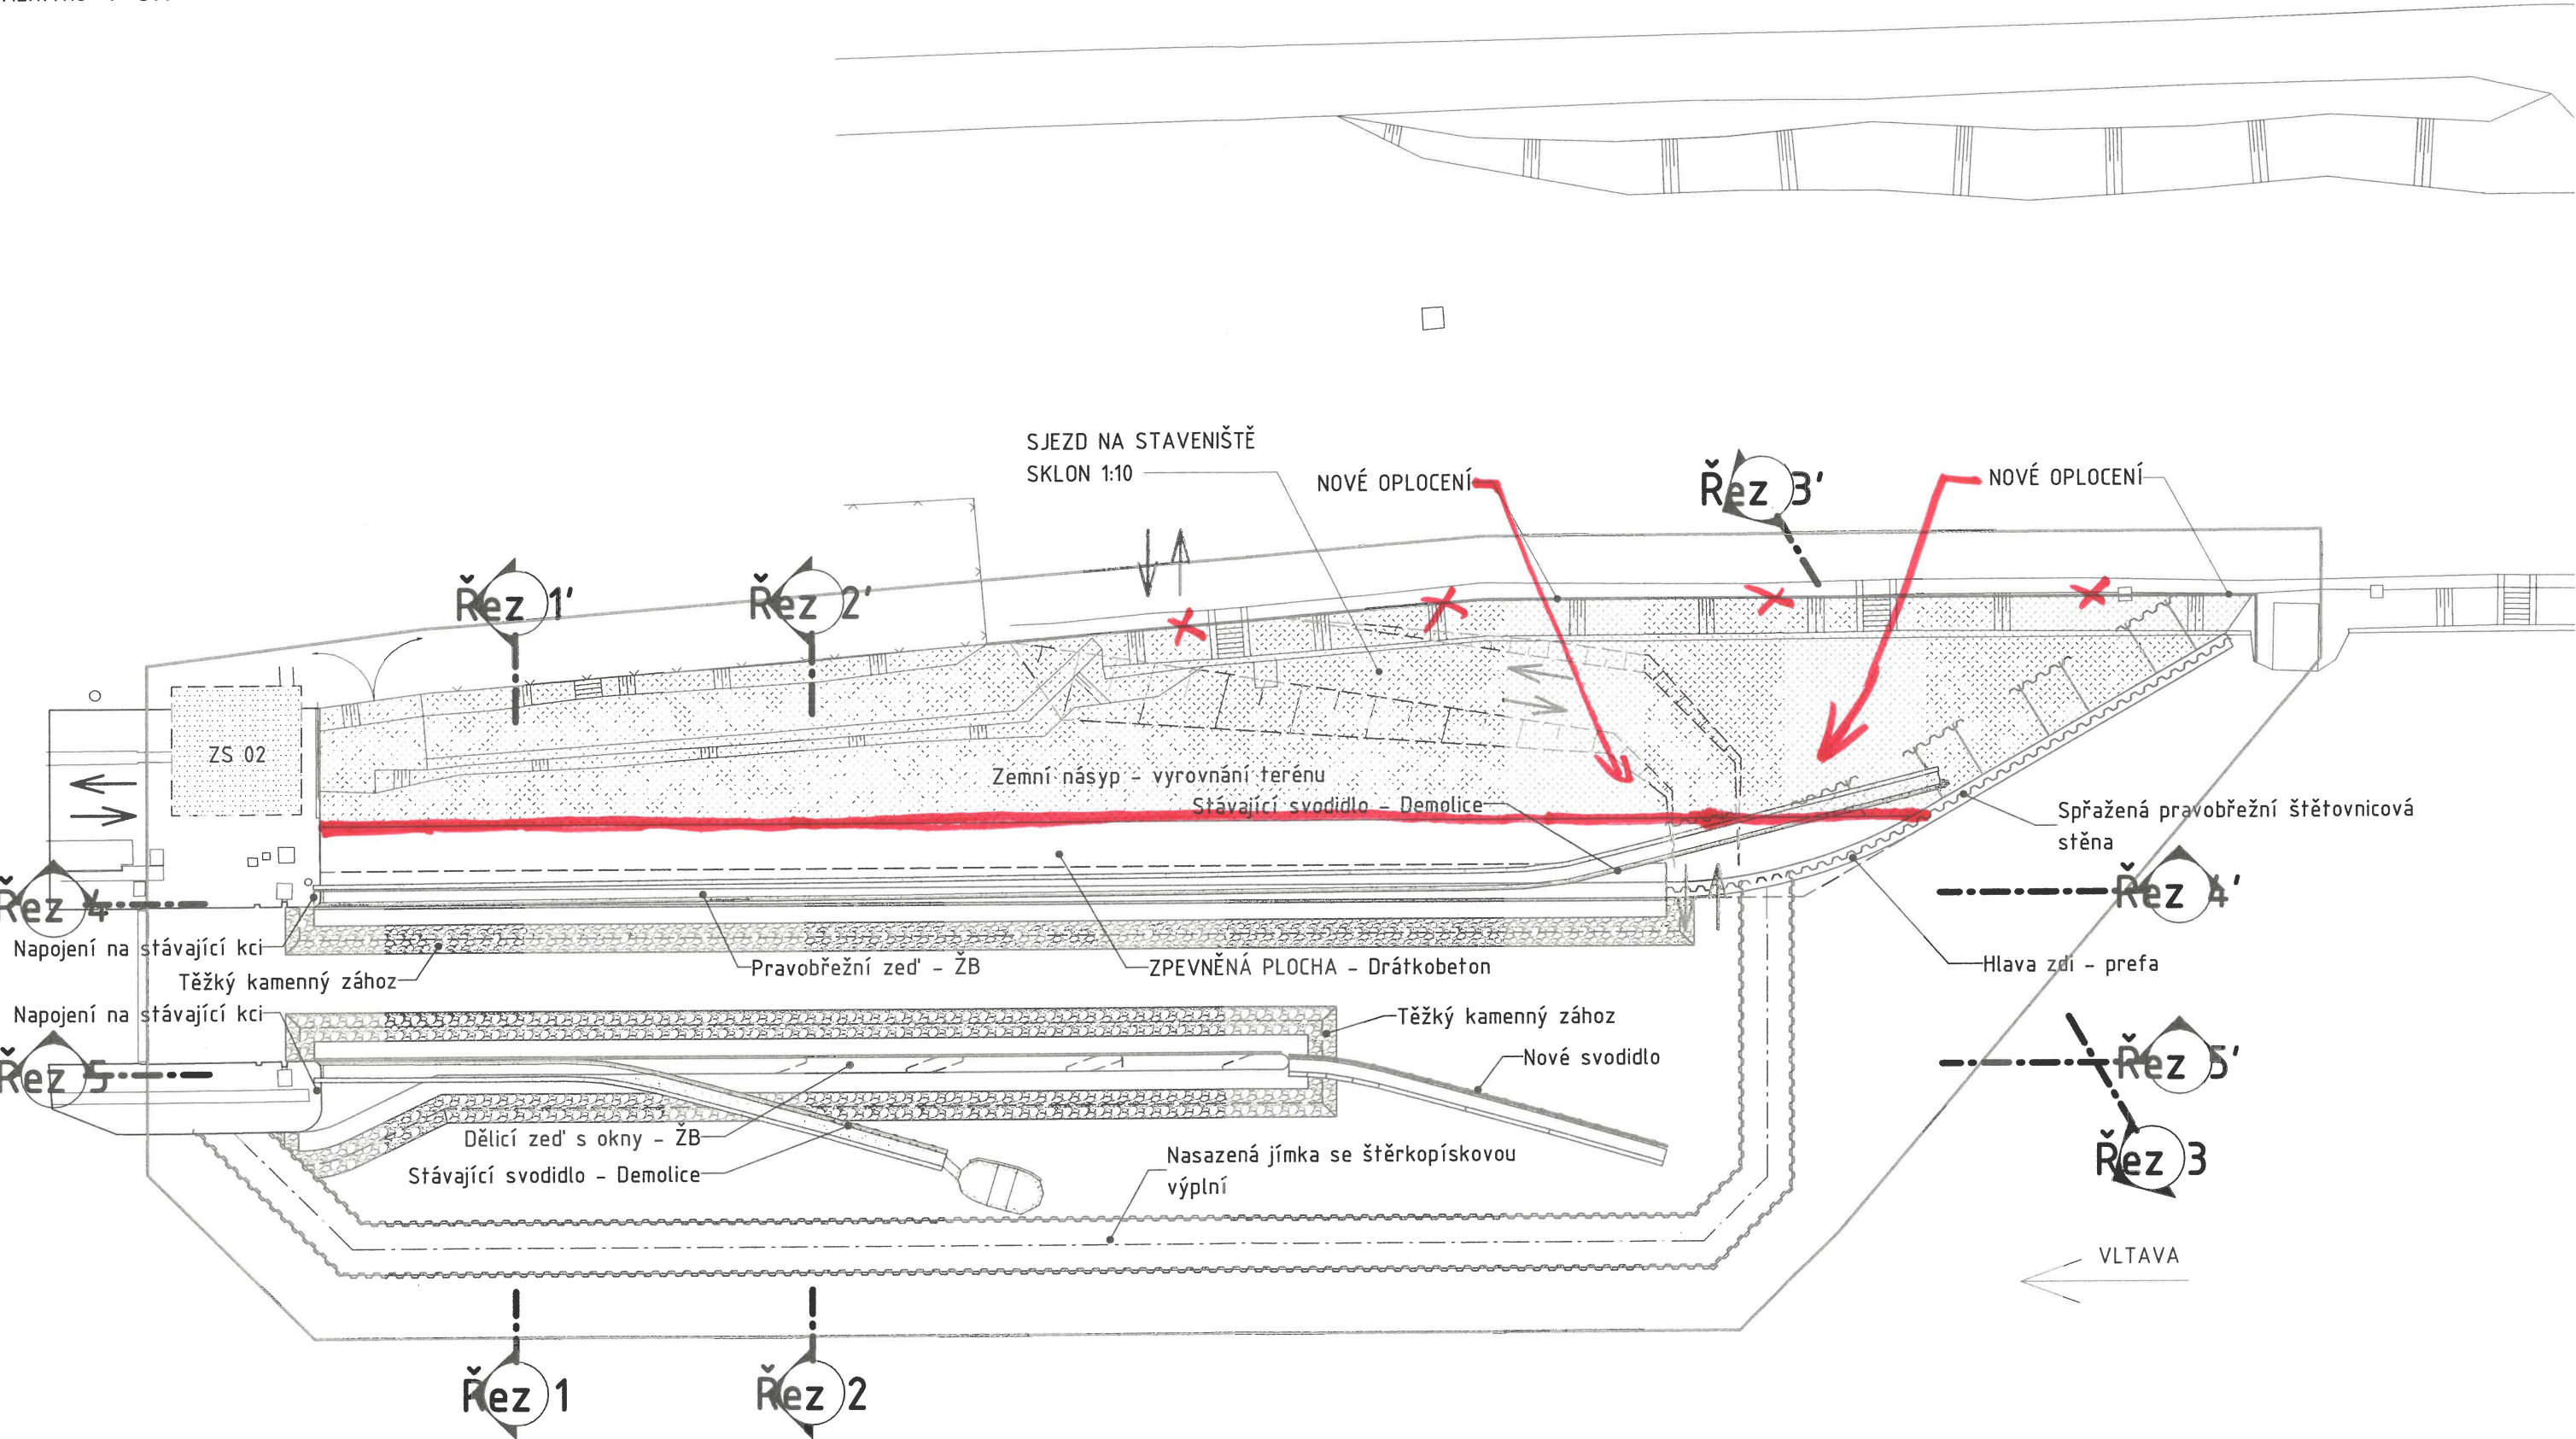 SJEZD NA STAVENIŠTĚ
SKLON 1:10
NOVÉ OPLOCENÍ
Řez 3'
NOVÉ OPLOCENÍ
Řez 1'
Řez 2'
ZS 02
Zemní násyp - vyrovnání terénu
Stávající svodidlo - Demolice
Spřažená pravobřežní štětovnicová
stěna
Řez 4
Řez 4'
Napojení na stávající kci
Těžký kamenný zához
Pravobřežní zeď - ŽB
ZPEVNĚNÁ PLOCHA - Drátkobeton
Hlava zdi - prefa
Napojení na stávající kci
Těžký kamenný zához
Nové svodidlo
Řez 5
Řez 5'
Dělicí zeď s okny - ŽB
Stávající svodidlo - Demolice
Nasazená jímka se štěrkopískovou
výplní
Řez 3
VLTAVA
Řez 1
Řez 2